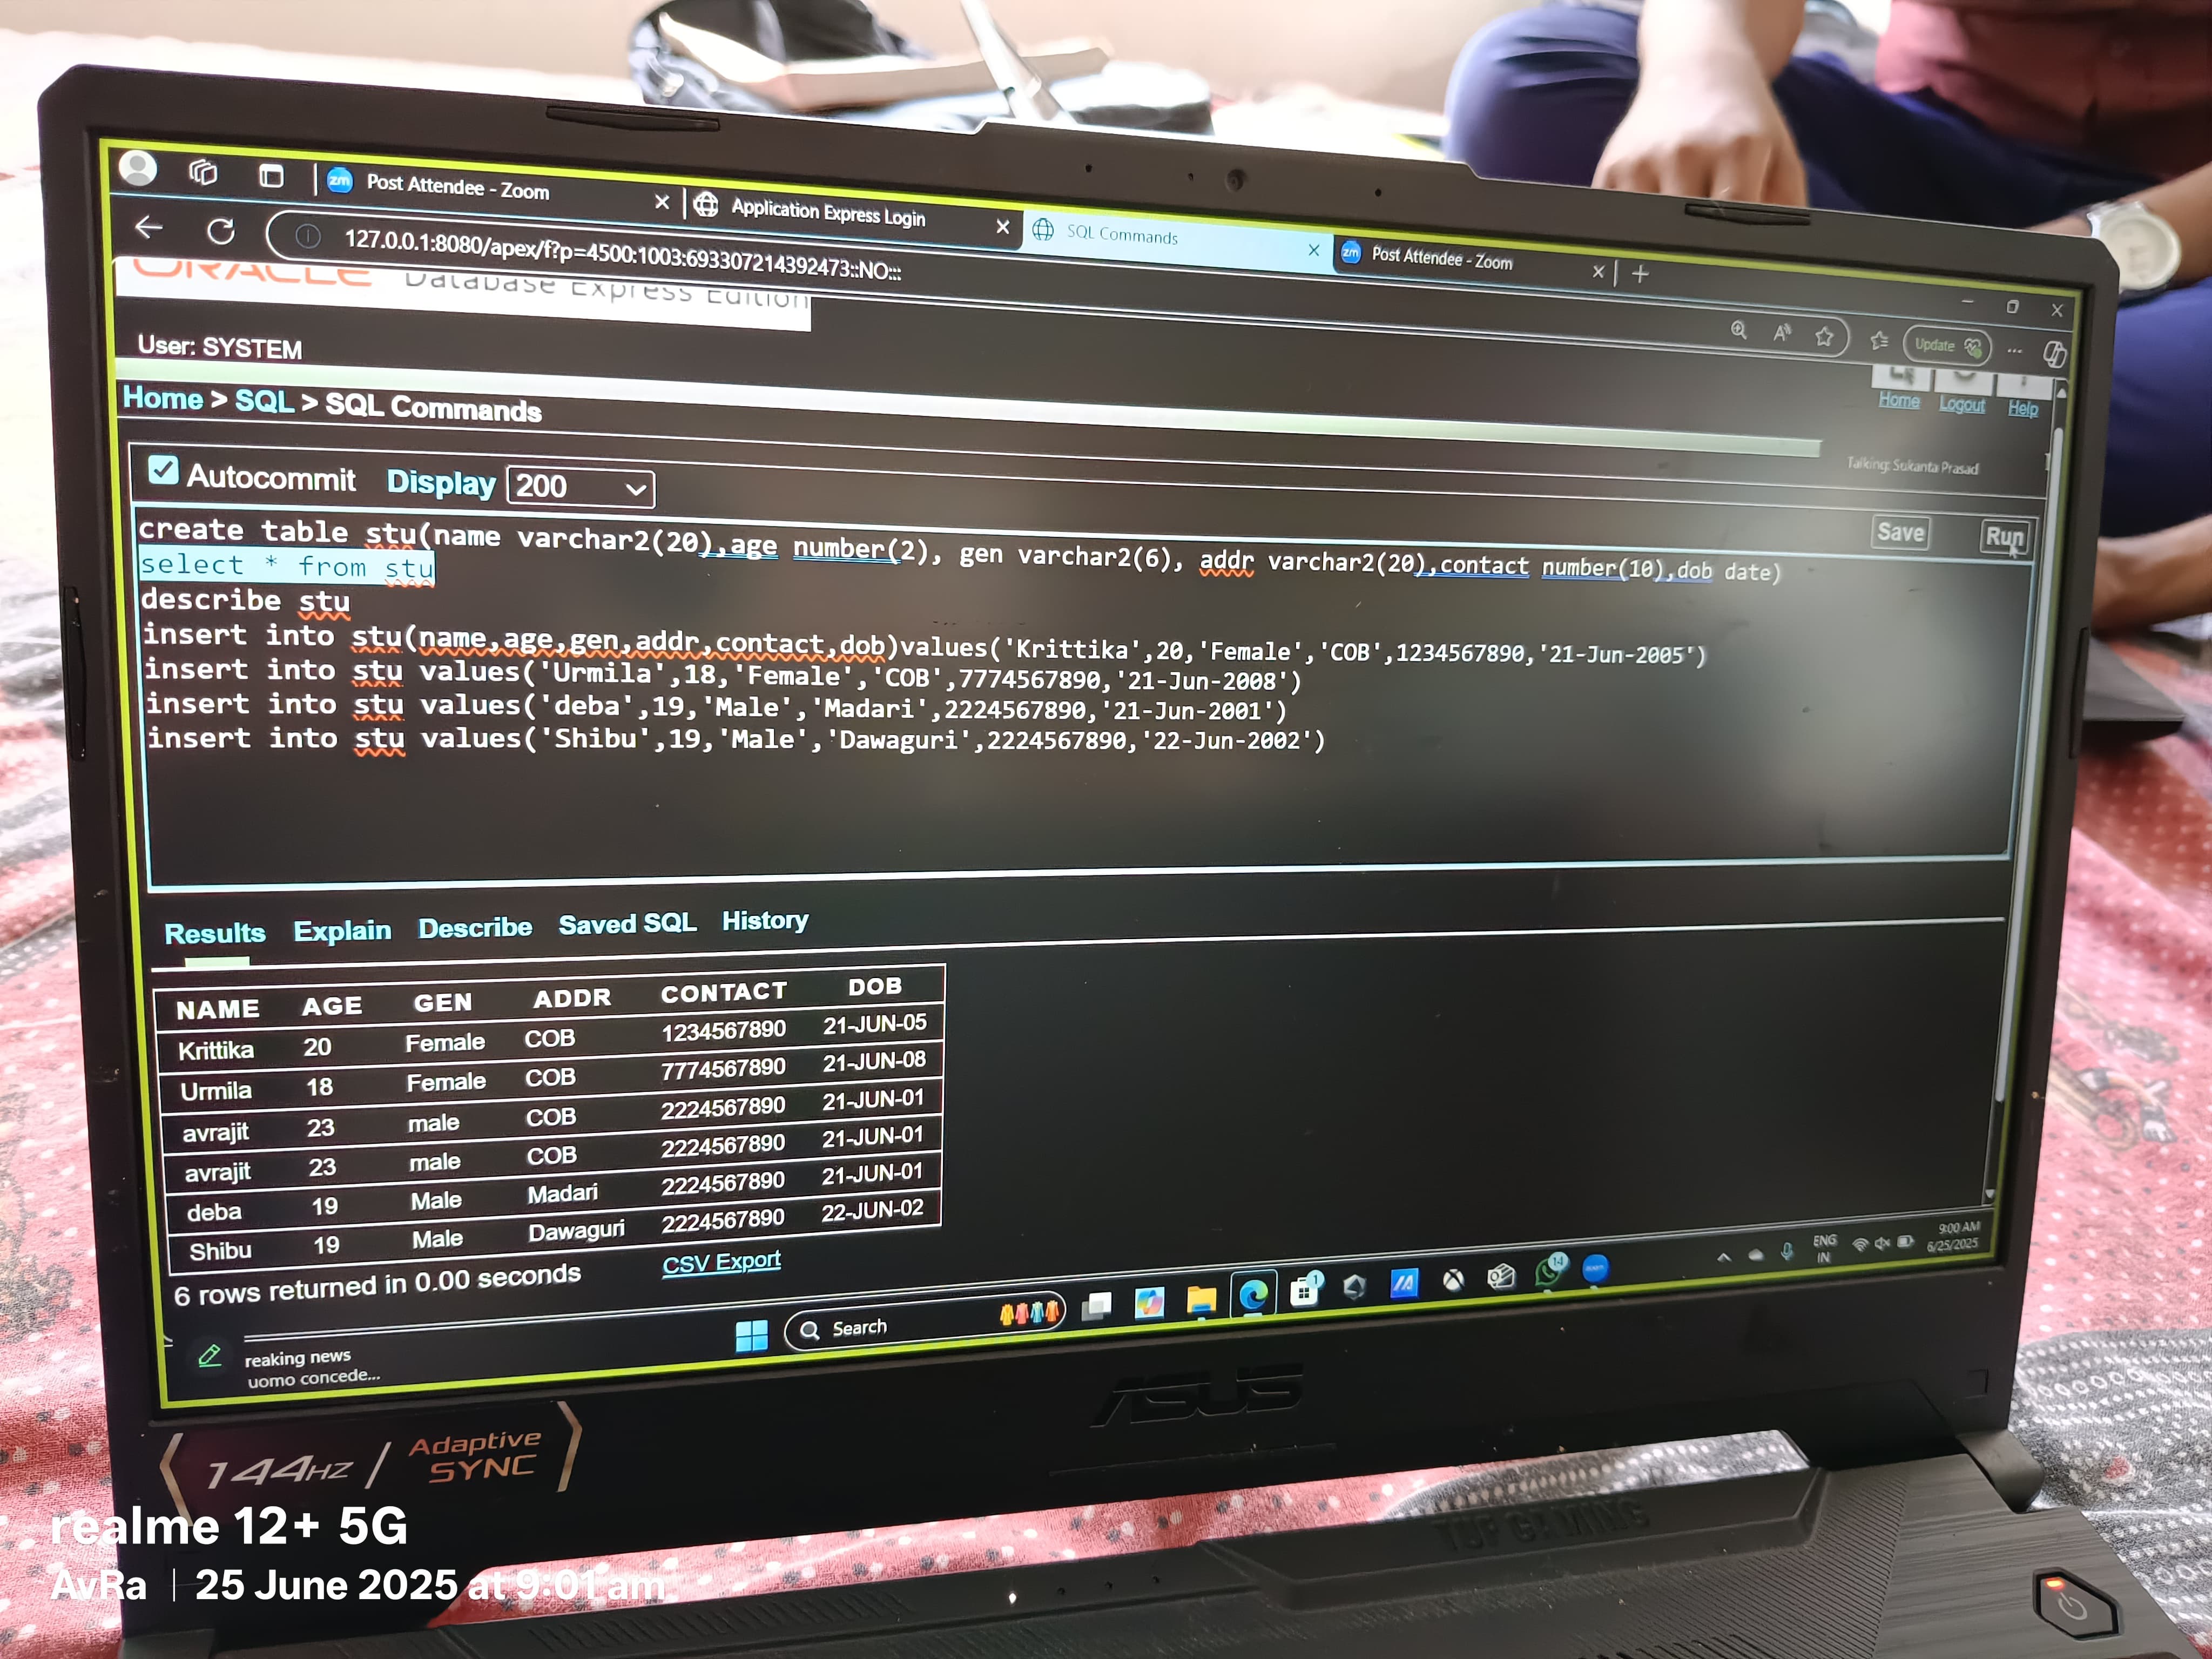 Post Attendee - Zoom
Application Express Login
SQL Commands
Post Attendee - Zoom
127.0.0.1:8080/apex/f?p=4500:1003:693307214392473::NO:::
Update
ORACLE Database Express Edition
User: SYSTEM
Home Logout Help
Home > SQL > SQL Commands
Talking: Sukanta Prasad
Autocommit Display 200
Save Run
create table stu(name varchar2(20),age number(2), gen varchar2(6), addr varchar2(20),contact number(10),dob date)
select * from stu
describe stu
insert into stu(name,age,gen,addr,contact,dob)values('Krittika',20,'Female','COB',1234567890,'21-Jun-2005')
insert into stu values('Urmila',18,'Female','COB',7774567890,'21-Jun-2008')
insert into stu values('deba',19,'Male','Madari',2224567890,'21-Jun-2001')
insert into stu values('Shibu',19,'Male','Dawaguri',2224567890,'22-Jun-2002')
Results Explain Describe Saved SQL History
NAME AGE GEN ADDR CONTACT DOB
Krittika 20 Female COB 1234567890 21-JUN-05
Urmila 18 Female COB 7774567890 21-JUN-08
avrajit 23 male COB 2224567890 21-JUN-01
avrajit 23 male COB 2224567890 21-JUN-01
deba 19 Male Madari 2224567890 21-JUN-01
Shibu 19 Male Dawaguri 2224567890 22-JUN-02
6 rows returned in 0.00 seconds
CSV Export
reaking news
uomo concede...
Search
1
14
ENG
IN
9:00 AM
6/25/2025
ASUS
144HZ / Adaptive SYNC
TUF GAMING
realme 12+ 5G
AvRa | 25 June 2025 at 9:01 am